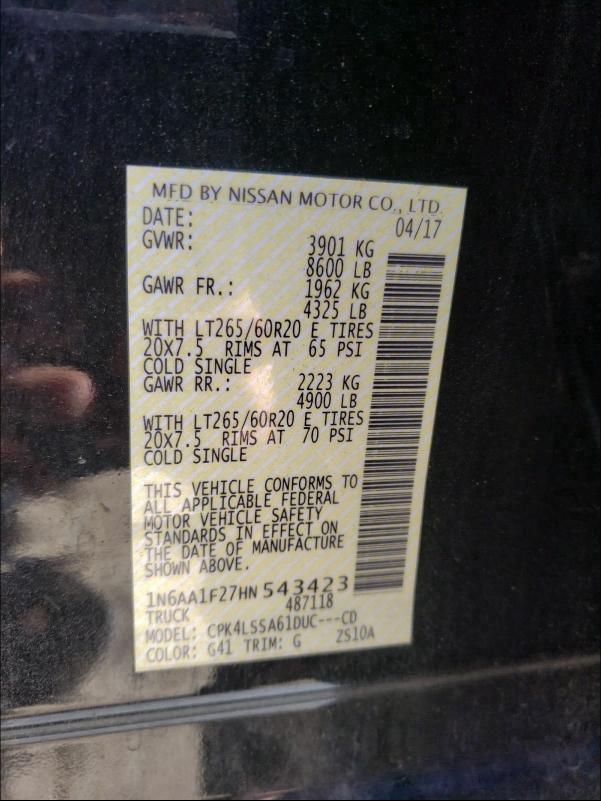 MFD BY NISSAN MOTOR CO., LTD.
DATE: 04/17
GVWR: 3901 KG
8600 LB
GAWR FR.: 1962 KG
4325 LB
WITH LT265/60R20 E TIRES
20X7.5 RIMS AT 65 PSI
COLD SINGLE
GAWR RR.: 2223 KG
4900 LB
WITH LT265/60R20 E TIRES
20X7.5 RIMS AT 70 PSI
COLD SINGLE
THIS VEHICLE CONFORMS TO
ALL APPLICABLE FEDERAL
MOTOR VEHICLE SAFETY
STANDARDS IN EFFECT ON
THE DATE OF MANUFACTURE
SHOWN ABOVE.
1N6AA1F27HN543423
TRUCK 487118
MODEL: CPK4LSSA61DUC---CD
COLOR: G41 TRIM: G ZS10A